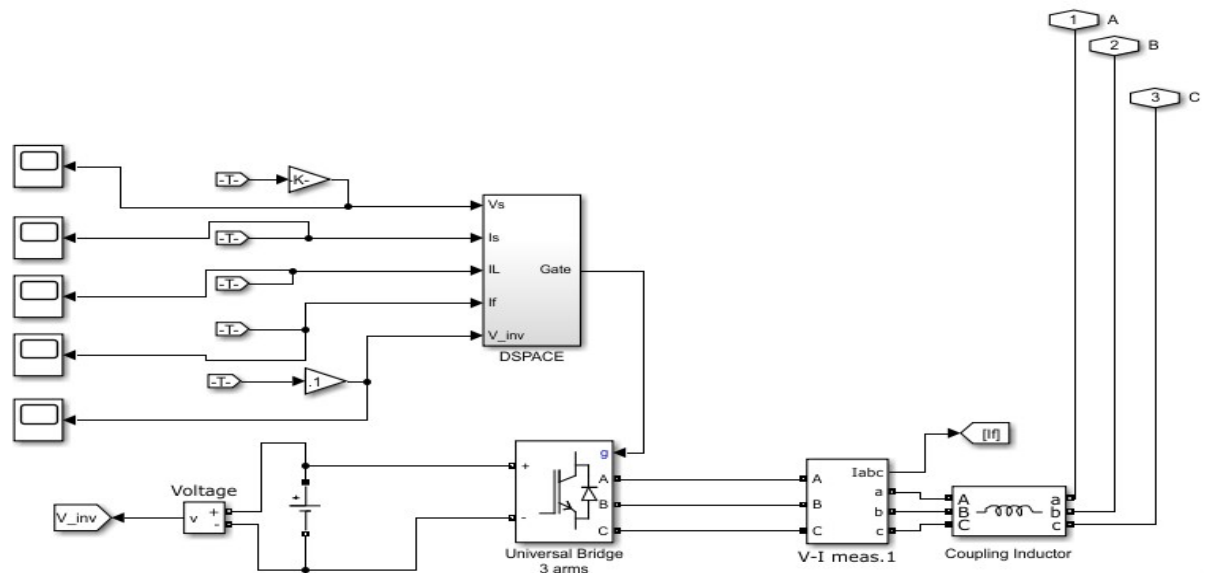 1 A
2 B
3 C
-T- -K-
Vs
-T- Is
-T- IL Gate
-T- If
V_inv
DSPACE
-T- .1
[If]
g
+ A A Iabc
Voltage a A a
V_inv v + - + B B b B b
- C C c C c
Universal Bridge
3 arms
V-I meas.1
Coupling Inductor